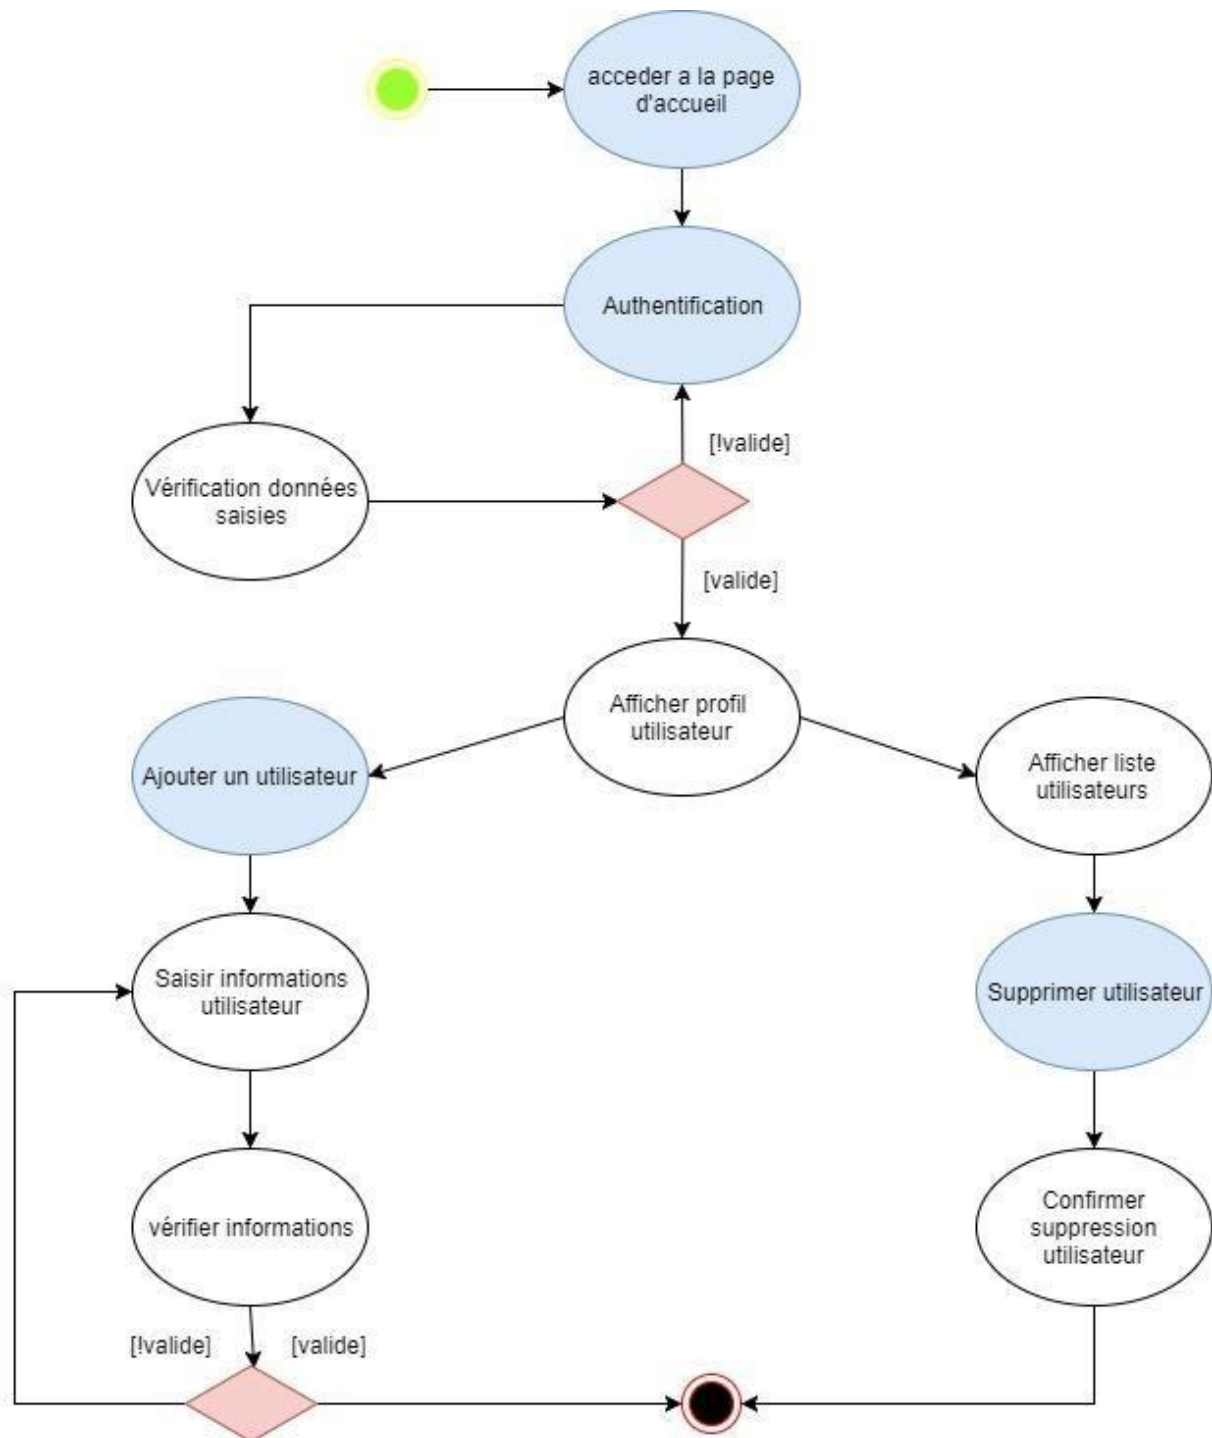 acceder a la page
d'accueil
Authentification
[!valide]
Vérification données
saisies
[valide]
Afficher profil
utilisateur
Ajouter un utilisateur
Afficher liste
utilisateurs
Saisir informations
utilisateur
Supprimer utilisateur
vérifier informations
Confirmer
suppression
utilisateur
[!valide]
[valide]